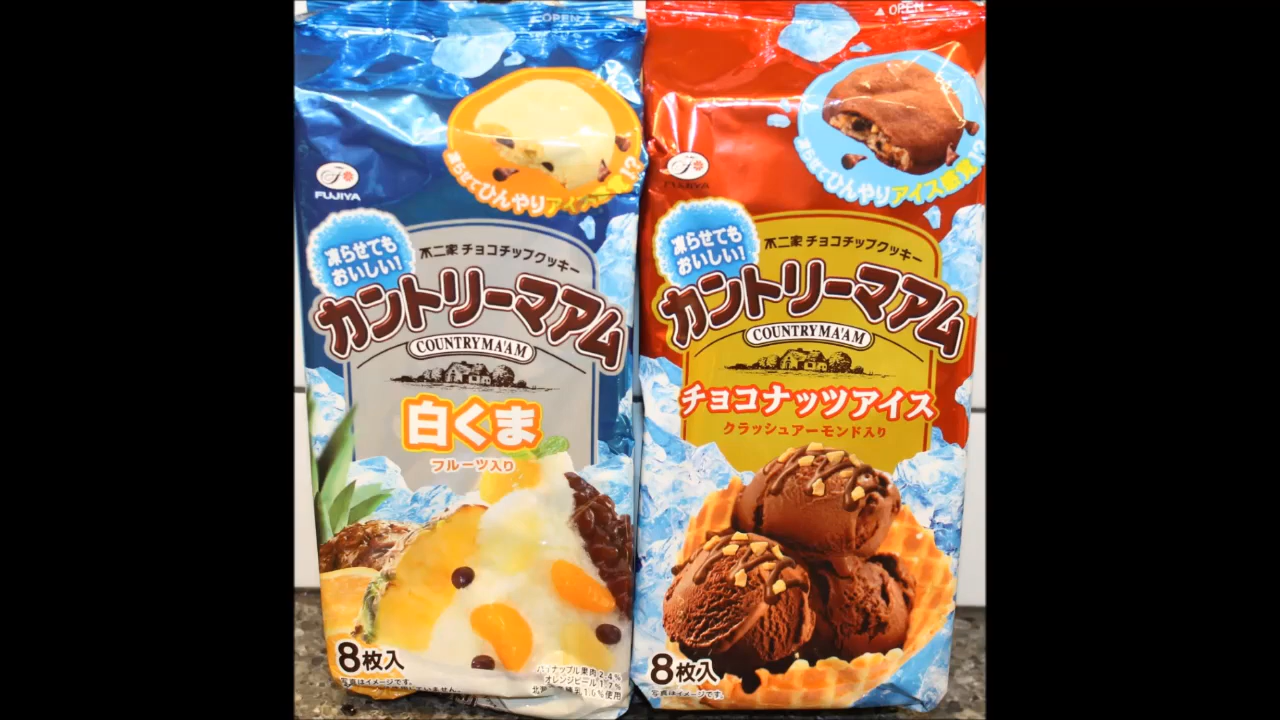 OPEN
凍らせて ひんやりアイス
FUJIYA
凍らせても
おいしい!
不二家 チョコチップクッキー
カントリーマアム
COUNTRY MA'AM
白くま
フルーツ入り
8枚入
写真はイメージです。
パイナップル果肉2.4%
オレンジピール1.7%
▲OPEN
凍らせて ひんやりアイス感覚!?
FUJIYA
凍らせても
おいしい!
不二家 チョコチップクッキー
カントリーマアム
COUNTRY MA'AM
チョコナッツアイス
クラッシュアーモンド入り
8枚入
写真はイメージです。